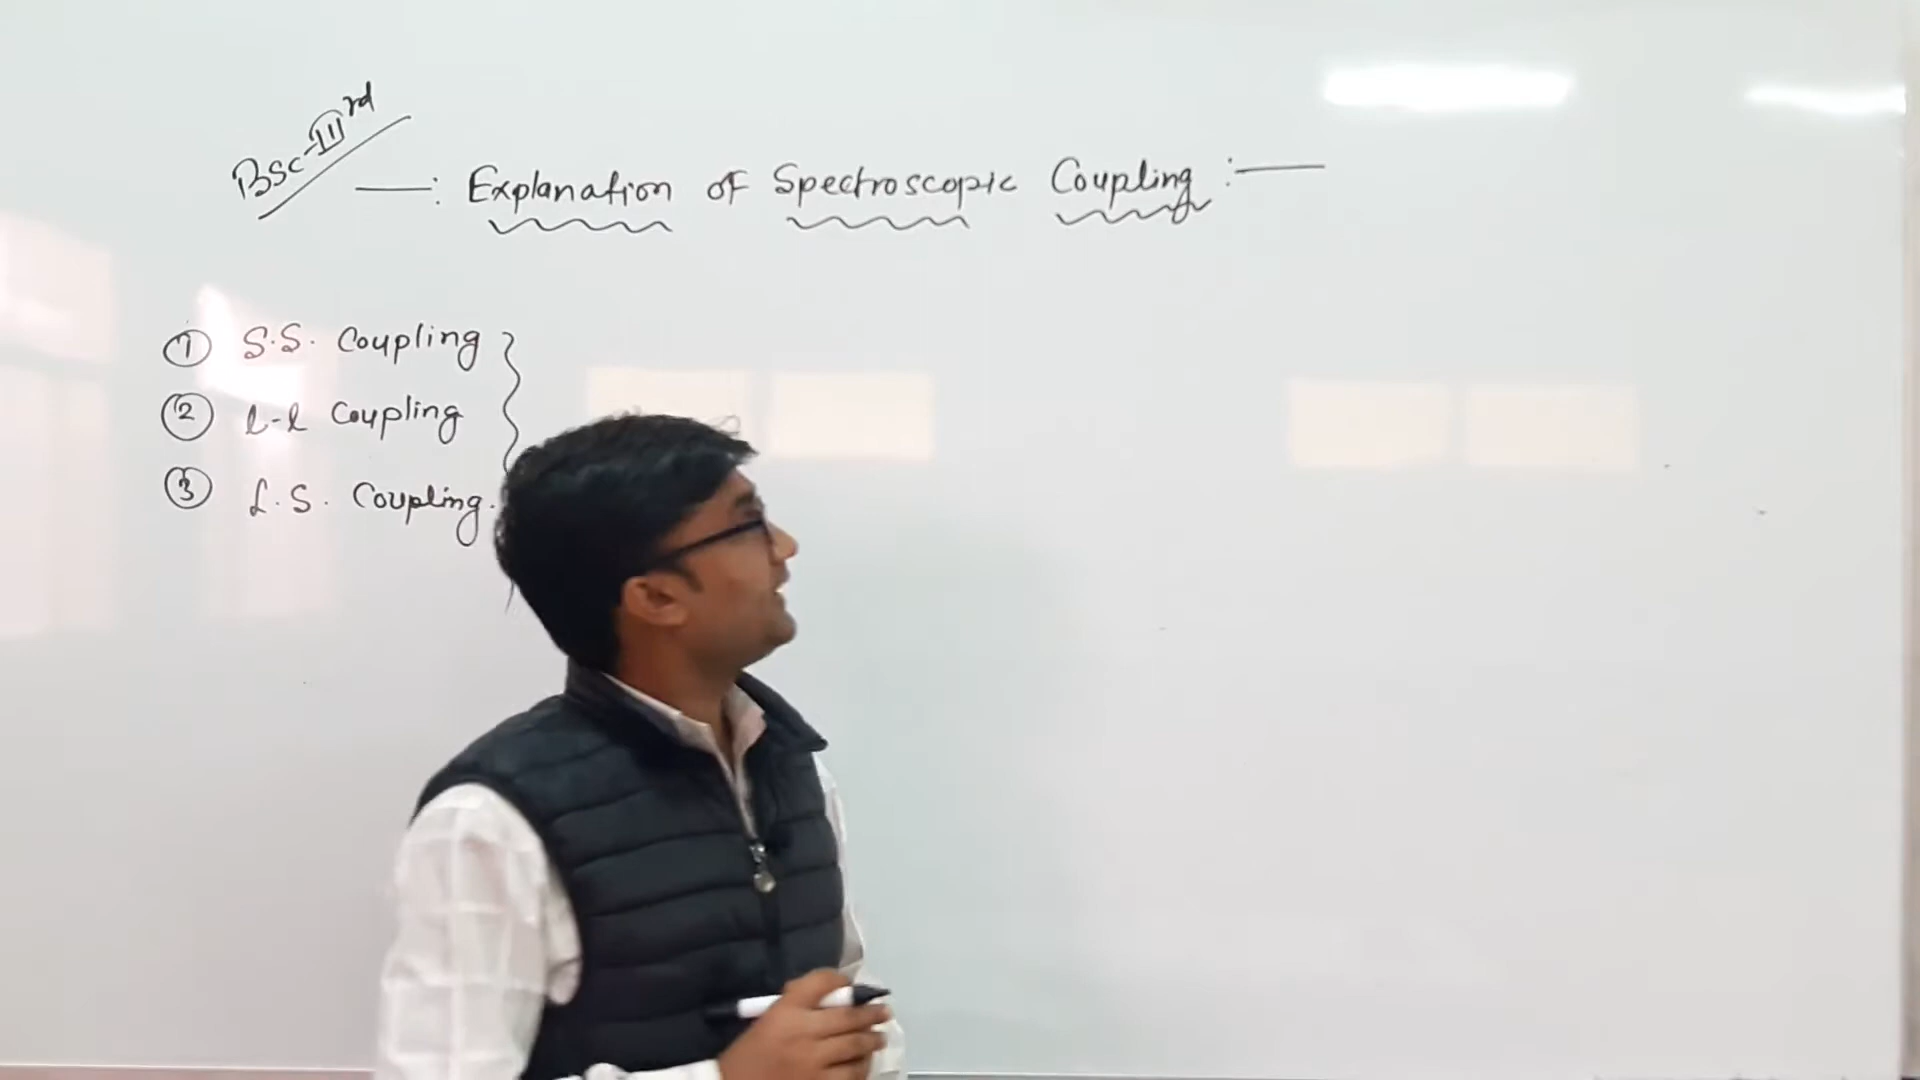 BSC-IIIrd
—: Explanation of Spectroscopic Coupling :—
① S.S. Coupling
② l-l Coupling
③ L.S. Coupling.